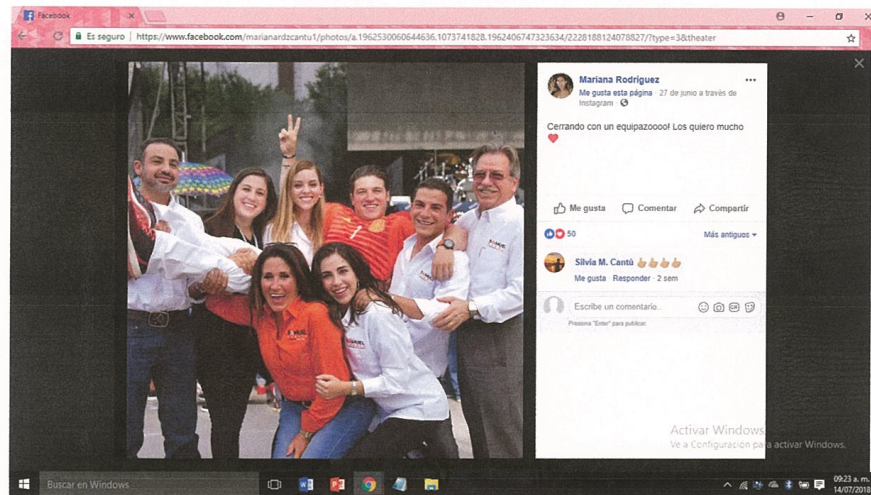 Facebook
Es seguro | https://www.facebook.com/marianardzcantu1/photos/a.1962530060644636.1073741828.1962406747323634/2228188124078827/?type=3&theater
Mariana Rodríguez
Me gusta esta página · 27 de junio a través de
Instagram ·
Cerrando con un equipazoooo! Los quiero mucho
Me gusta Comentar Compartir
50 Más antiguos
Silvia M. Cantú
Me gusta · Responder · 2 sem
Escribe un comentario...
GIF
Presiona "Enter" para publicar.
1
Activar Windows
Ve a Configuración para activar Windows.
Buscar en Windows
09:23 a. m.
14/07/2018